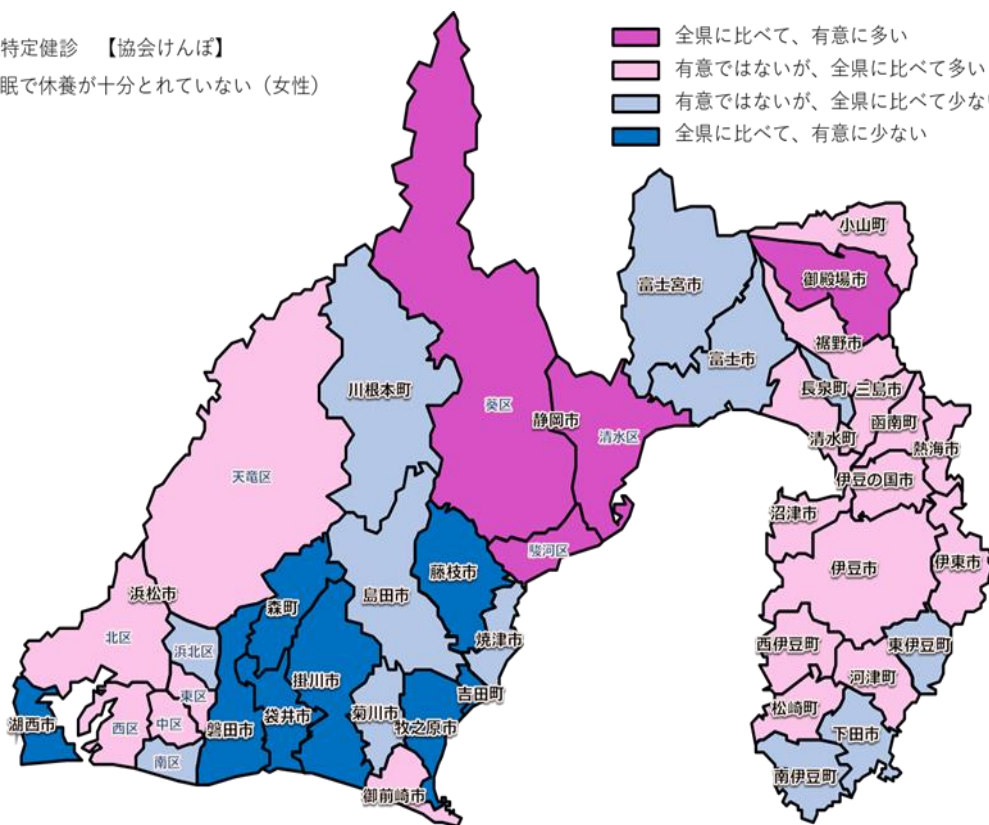 特定健診 【協会けんぽ】
眠で休養が十分とれていない（女性）
全県に比べて、有意に多い
有意ではないが、全県に比べて多い
有意ではないが、全県に比べて少ない
全県に比べて、有意に少ない
小山町
御殿場市
富士宮市
裾野市
富士市
川根本町
長泉町
三島市
葵区
静岡市
清水区
函南町
清水町
熱海市
天竜区
伊豆の国市
沼津市
駿河区
伊豆市
伊東市
藤枝市
浜松市
島田市
森町
北区
浜北区
焼津市
西伊豆町
東伊豆町
掛川市
河津町
東区
吉田町
湖西市
西区
中区
磐田市
袋井市
菊川市
牧之原市
松崎町
下田市
南区
南伊豆町
御前崎市